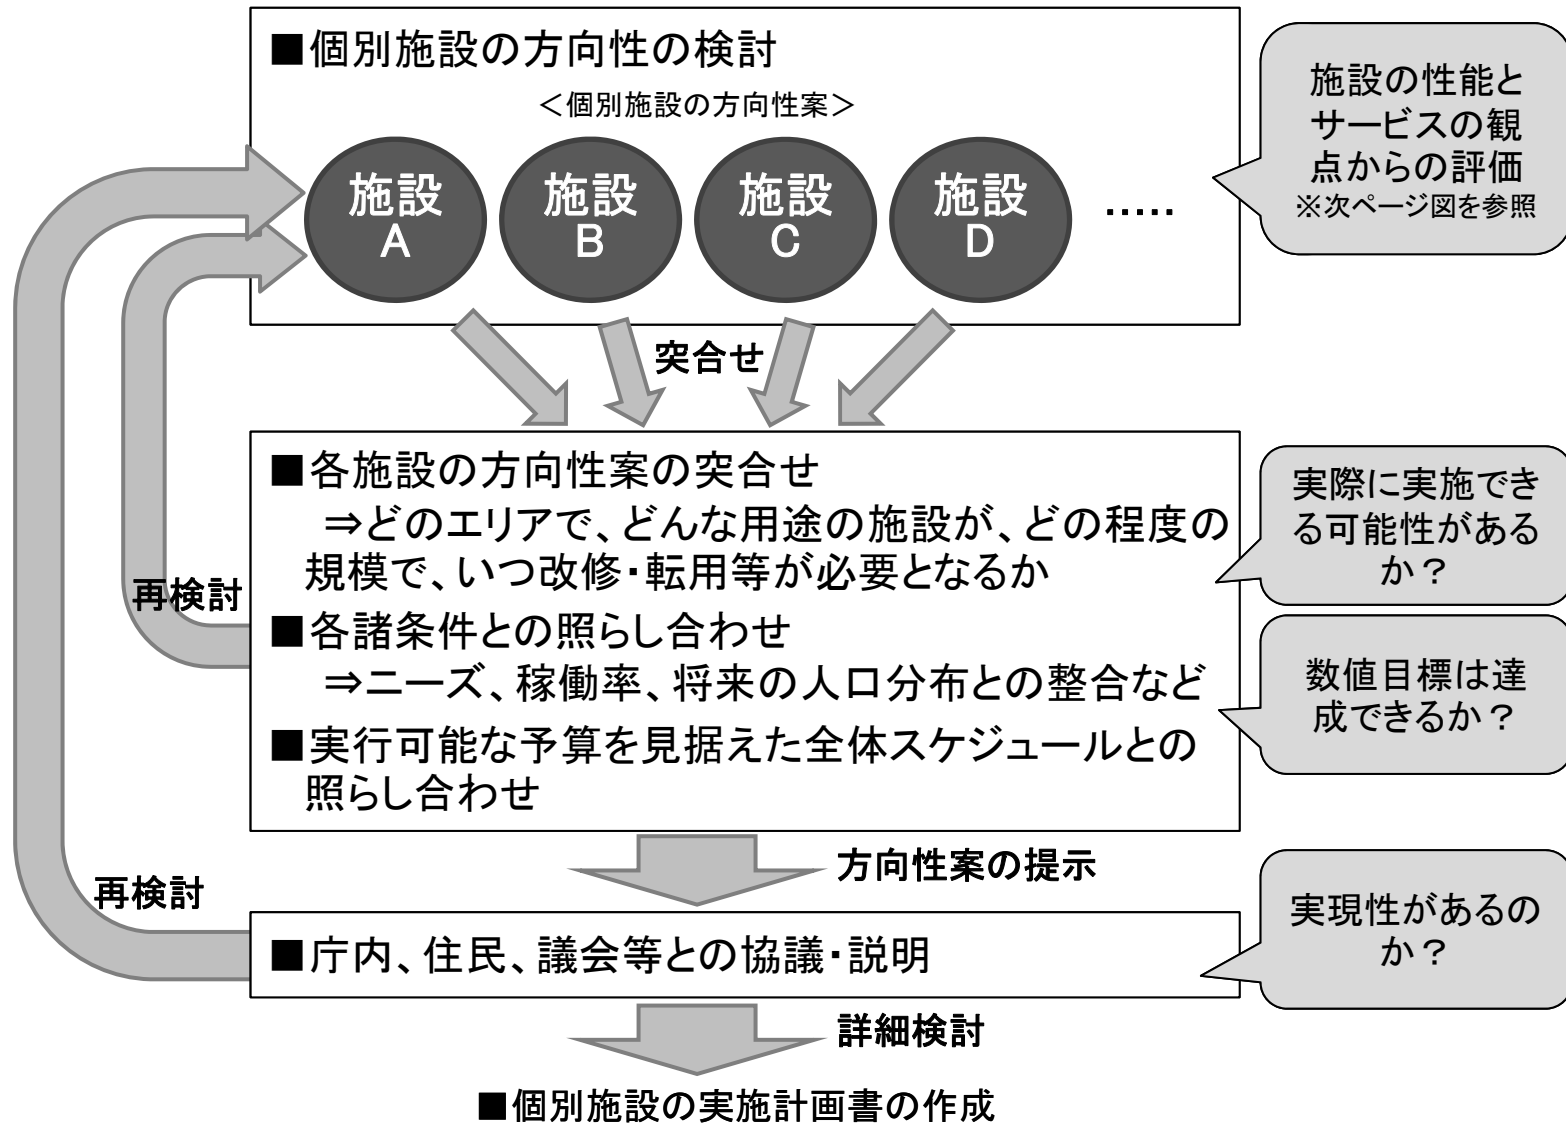 ■個別施設の方向性の検討
＜個別施設の方向性案＞
施設
A
施設
B
施設
C
施設
D
‥‥‥
施設の性能と
サービスの観
点からの評価
※次ページ図を参照
突合せ
■各施設の方向性案の突合せ
⇒どのエリアで、どんな用途の施設が、どの程度の
規模で、いつ改修・転用等が必要となるか
■各諸条件との照らし合わせ
⇒ニーズ、稼働率、将来の人口分布との整合など
■実行可能な予算を見据えた全体スケジュールとの
照らし合わせ
実際に実施でき
る可能性がある
か？
数値目標は達
成できるか？
再検討
方向性案の提示
再検討
■庁内、住民、議会等との協議・説明
実現性があるの
か？
詳細検討
■個別施設の実施計画書の作成